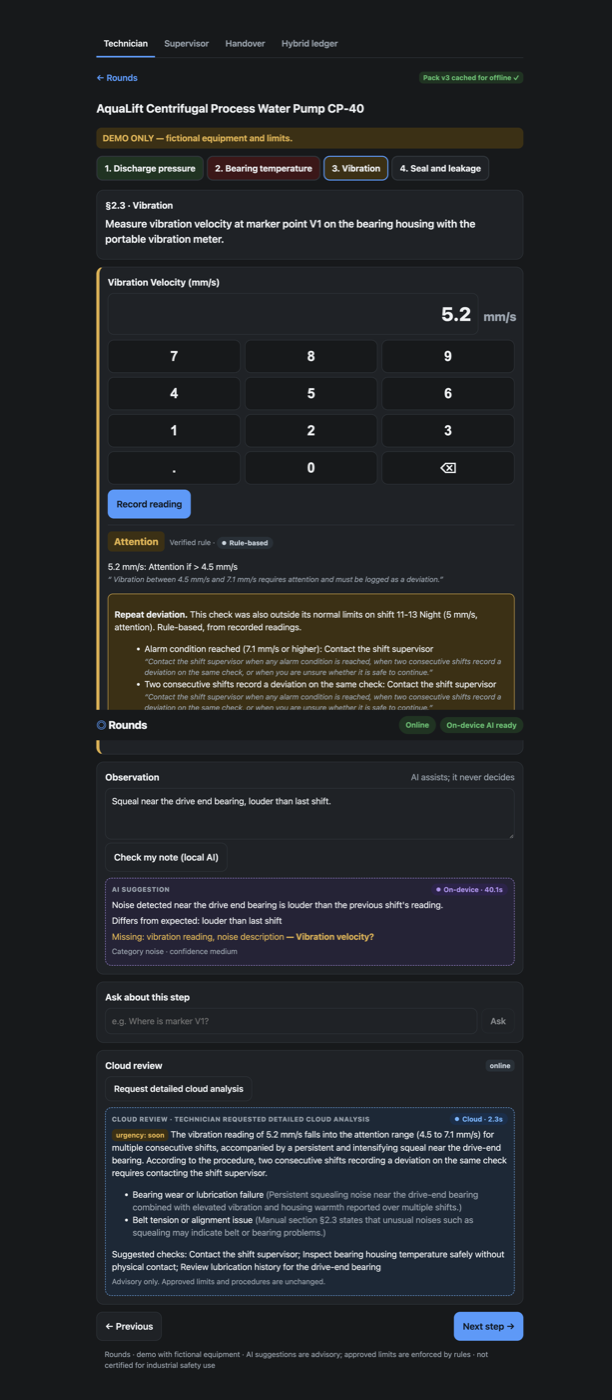 Technician Supervisor Handover Hybrid ledger
← Rounds
Pack v3 cached for offline ✓
AquaLift Centrifugal Process Water Pump CP-40
DEMO ONLY — fictional equipment and limits.
1. Discharge pressure 2. Bearing temperature 3. Vibration 4. Seal and leakage
§2.3 · Vibration
Measure vibration velocity at marker point V1 on the bearing housing with the
portable vibration meter.
Vibration Velocity (mm/s)
5.2 mm/s
7 8 9
4 5 6
1 2 3
. 0 ⌫
Record reading
Attention Verified rule · ● Rule-based
5.2 mm/s: Attention if > 4.5 mm/s
“ Vibration between 4.5 mm/s and 7.1 mm/s requires attention and must be logged as a deviation.”
Repeat deviation. This check was also outside its normal limits on shift 11-13 Night (5 mm/s,
attention). Rule-based, from recorded readings.
• Alarm condition reached (7.1 mm/s or higher): Contact the shift supervisor
“Contact the shift supervisor when any alarm condition is reached, when two consecutive shifts record a
deviation on the same check, or when you are unsure whether it is safe to continue.”
• Two consecutive shifts record a deviation on the same check: Contact the shift supervisor
“Contact the shift supervisor when any alarm condition is reached, when two consecutive shifts record a
deviation on the same check, or when you are unsure whether it is safe to continue.”
Rounds
Online On-device AI ready
Observation AI assists; it never decides
Squeal near the drive end bearing, louder than last shift.
Check my note (local AI)
AI SUGGESTION ● On-device · 40.1s
Noise detected near the drive end bearing is louder than the previous shift's reading.
Differs from expected: louder than last shift
Missing: vibration reading, noise description — Vibration velocity?
Category noise · confidence medium
Ask about this step
e.g. Where is marker V1? Ask
Cloud review online
Request detailed cloud analysis
CLOUD REVIEW · TECHNICIAN REQUESTED DETAILED CLOUD ANALYSIS ● Cloud · 2.3s
urgency: soon The vibration reading of 5.2 mm/s falls into the attention range (4.5 to 7.1 mm/s) for
multiple consecutive shifts, accompanied by a persistent and intensifying squeal near the drive-end
bearing. According to the procedure, two consecutive shifts recording a deviation on the same check
requires contacting the shift supervisor.
• Bearing wear or lubrication failure (Persistent squealing noise near the drive-end bearing
combined with elevated vibration and housing warmth reported over multiple shifts.)
• Belt tension or alignment issue (Manual section §2.3 states that unusual noises such as
squealing may indicate belt or bearing problems.)
Suggested checks: Contact the shift supervisor; Inspect bearing housing temperature safely without
physical contact; Review lubrication history for the drive-end bearing
Advisory only. Approved limits and procedures are unchanged.
← Previous Next step →
Rounds · demo with fictional equipment · AI suggestions are advisory; approved limits are enforced by rules · not
certified for industrial safety use